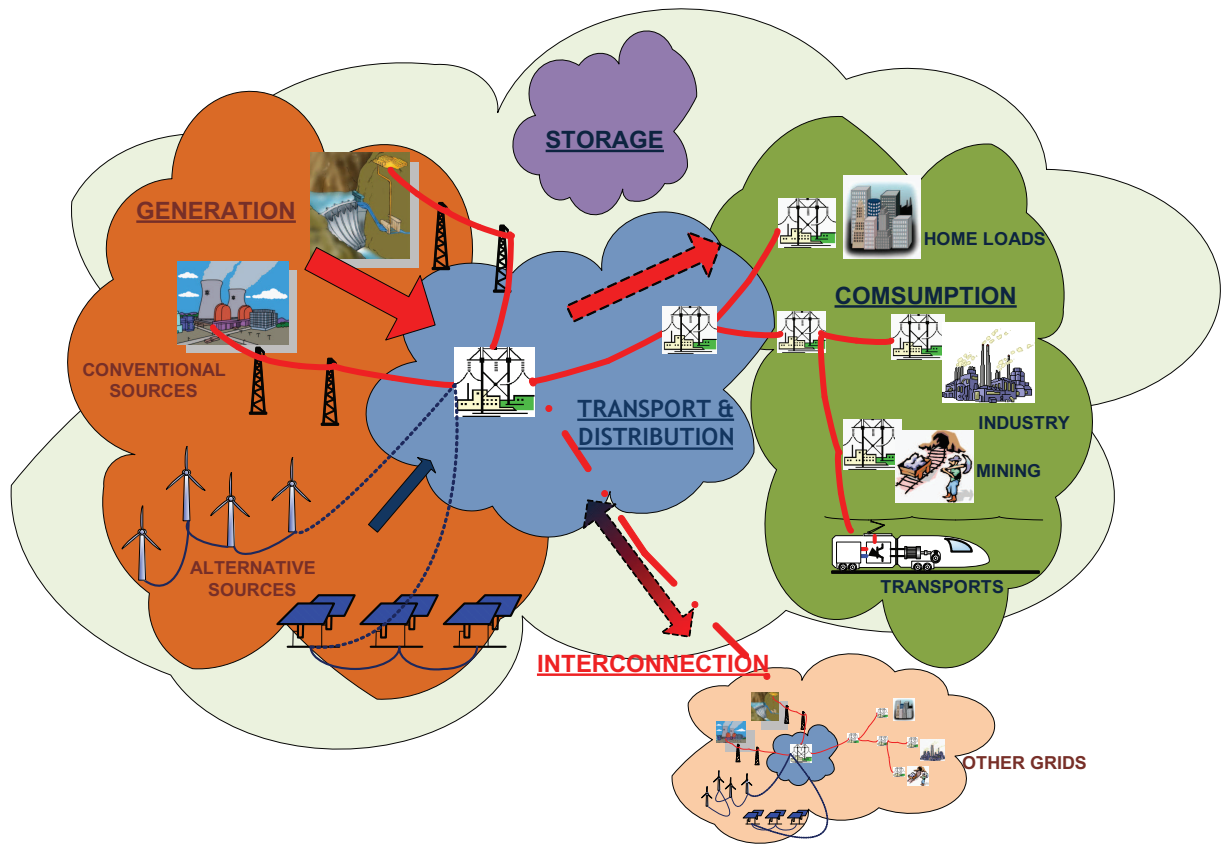 STORAGE
GENERATION
HOME LOADS
COMSUMPTION
CONVENTIONAL
SOURCES
TRANSPORT &
DISTRIBUTION
INDUSTRY
MINING
ALTERNATIVE
SOURCES
TRANSPORTS
INTERCONNECTION
OTHER GRIDS